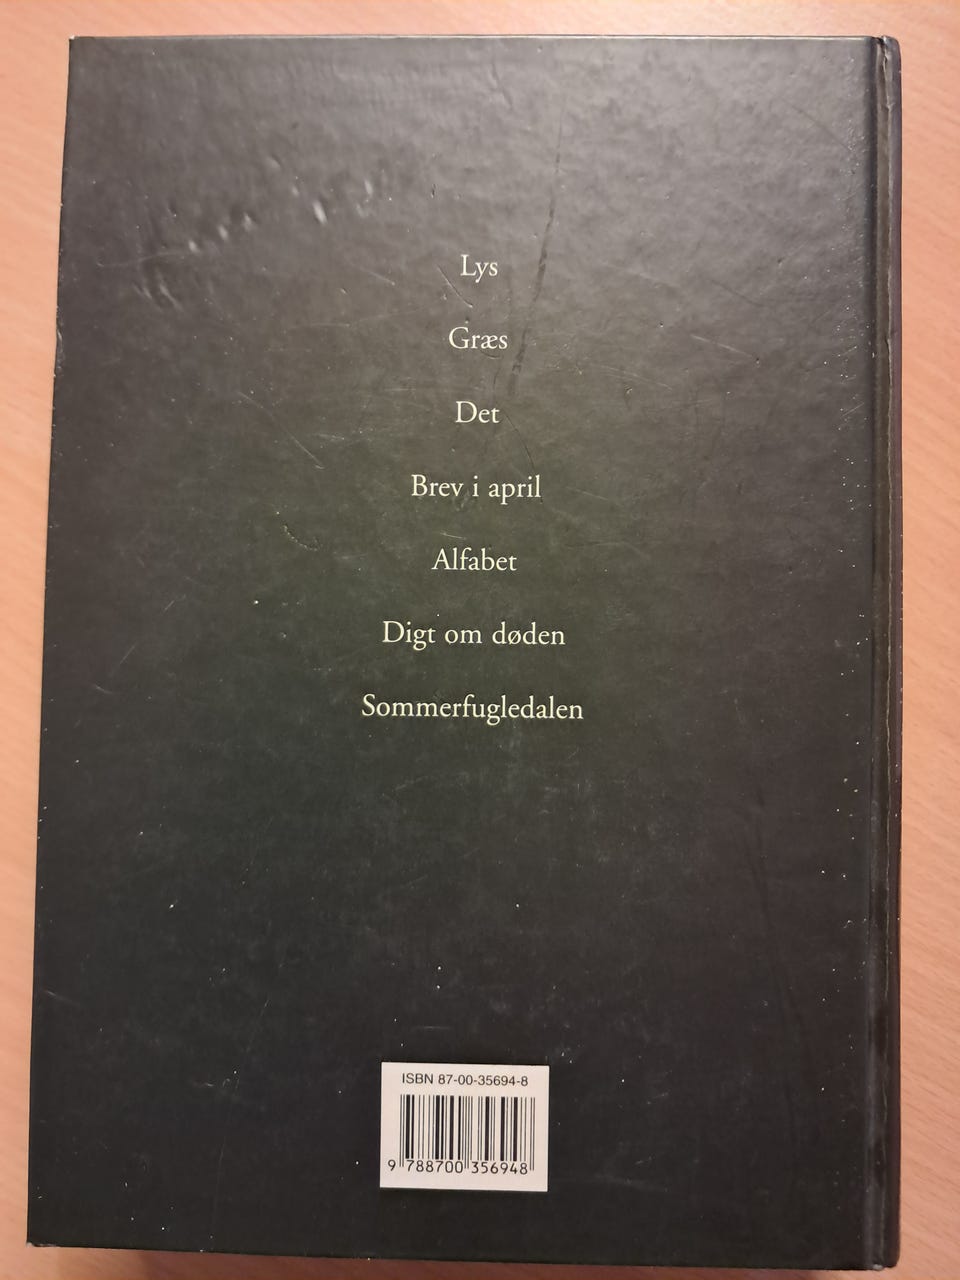 Lys
Græs
Det
Brev i april
Alfabet
Digt om døden
Sommerfugledalen
ISBN 87-00-35694-8
9 788700 356948